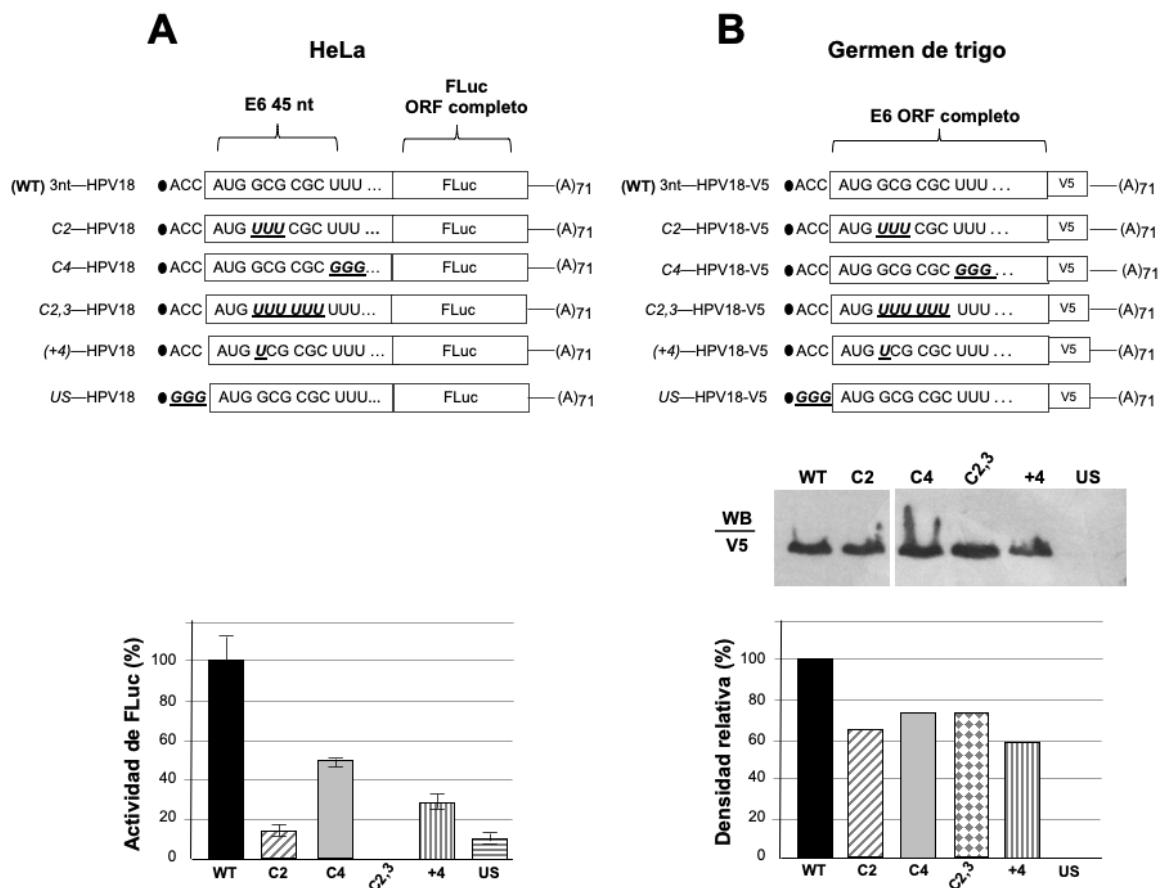 A
HeLa
E6 45 nt
FLuc
ORF completo
(WT) 3nt—HPV18 ●ACC AUG GCG CGC UUU ... FLuc (A)71
C2—HPV18 ●ACC AUG UUU CGC UUU ... FLuc (A)71
C4—HPV18 ●ACC AUG GCG CGC GGG... FLuc (A)71
C2,3—HPV18 ●ACC AUG UUU UUU UUU... FLuc (A)71
(+4)—HPV18 ●ACC AUG UCG CGC UUU ... FLuc (A)71
US—HPV18 ●GGG AUG GCG CGC UUU... FLuc (A)71
Actividad de FLuc (%)
100
80
60
40
20
0
WT C2 C4 C2,3 +4 US
B
Germen de trigo
E6 ORF completo
(WT) 3nt—HPV18-V5 ●ACC AUG GCG CGC UUU ... V5 (A)71
C2—HPV18-V5 ●ACC AUG UUU CGC UUU ... V5 (A)71
C4—HPV18-V5 ●ACC AUG GCG CGC GGG ... V5 (A)71
C2,3—HPV18-V5 ●ACC AUG UUU UUU UUU ... V5 (A)71
(+4)—HPV18-V5 ●ACC AUG UCG CGC UUU ... V5 (A)71
US—HPV18-V5 ●GGG AUG GCG CGC UUU ... V5 (A)71
WT C2 C4 C2,3 +4 US
WB
V5
Densidad relativa (%)
100
80
60
40
20
0
WT C2 C4 C2,3 +4 US